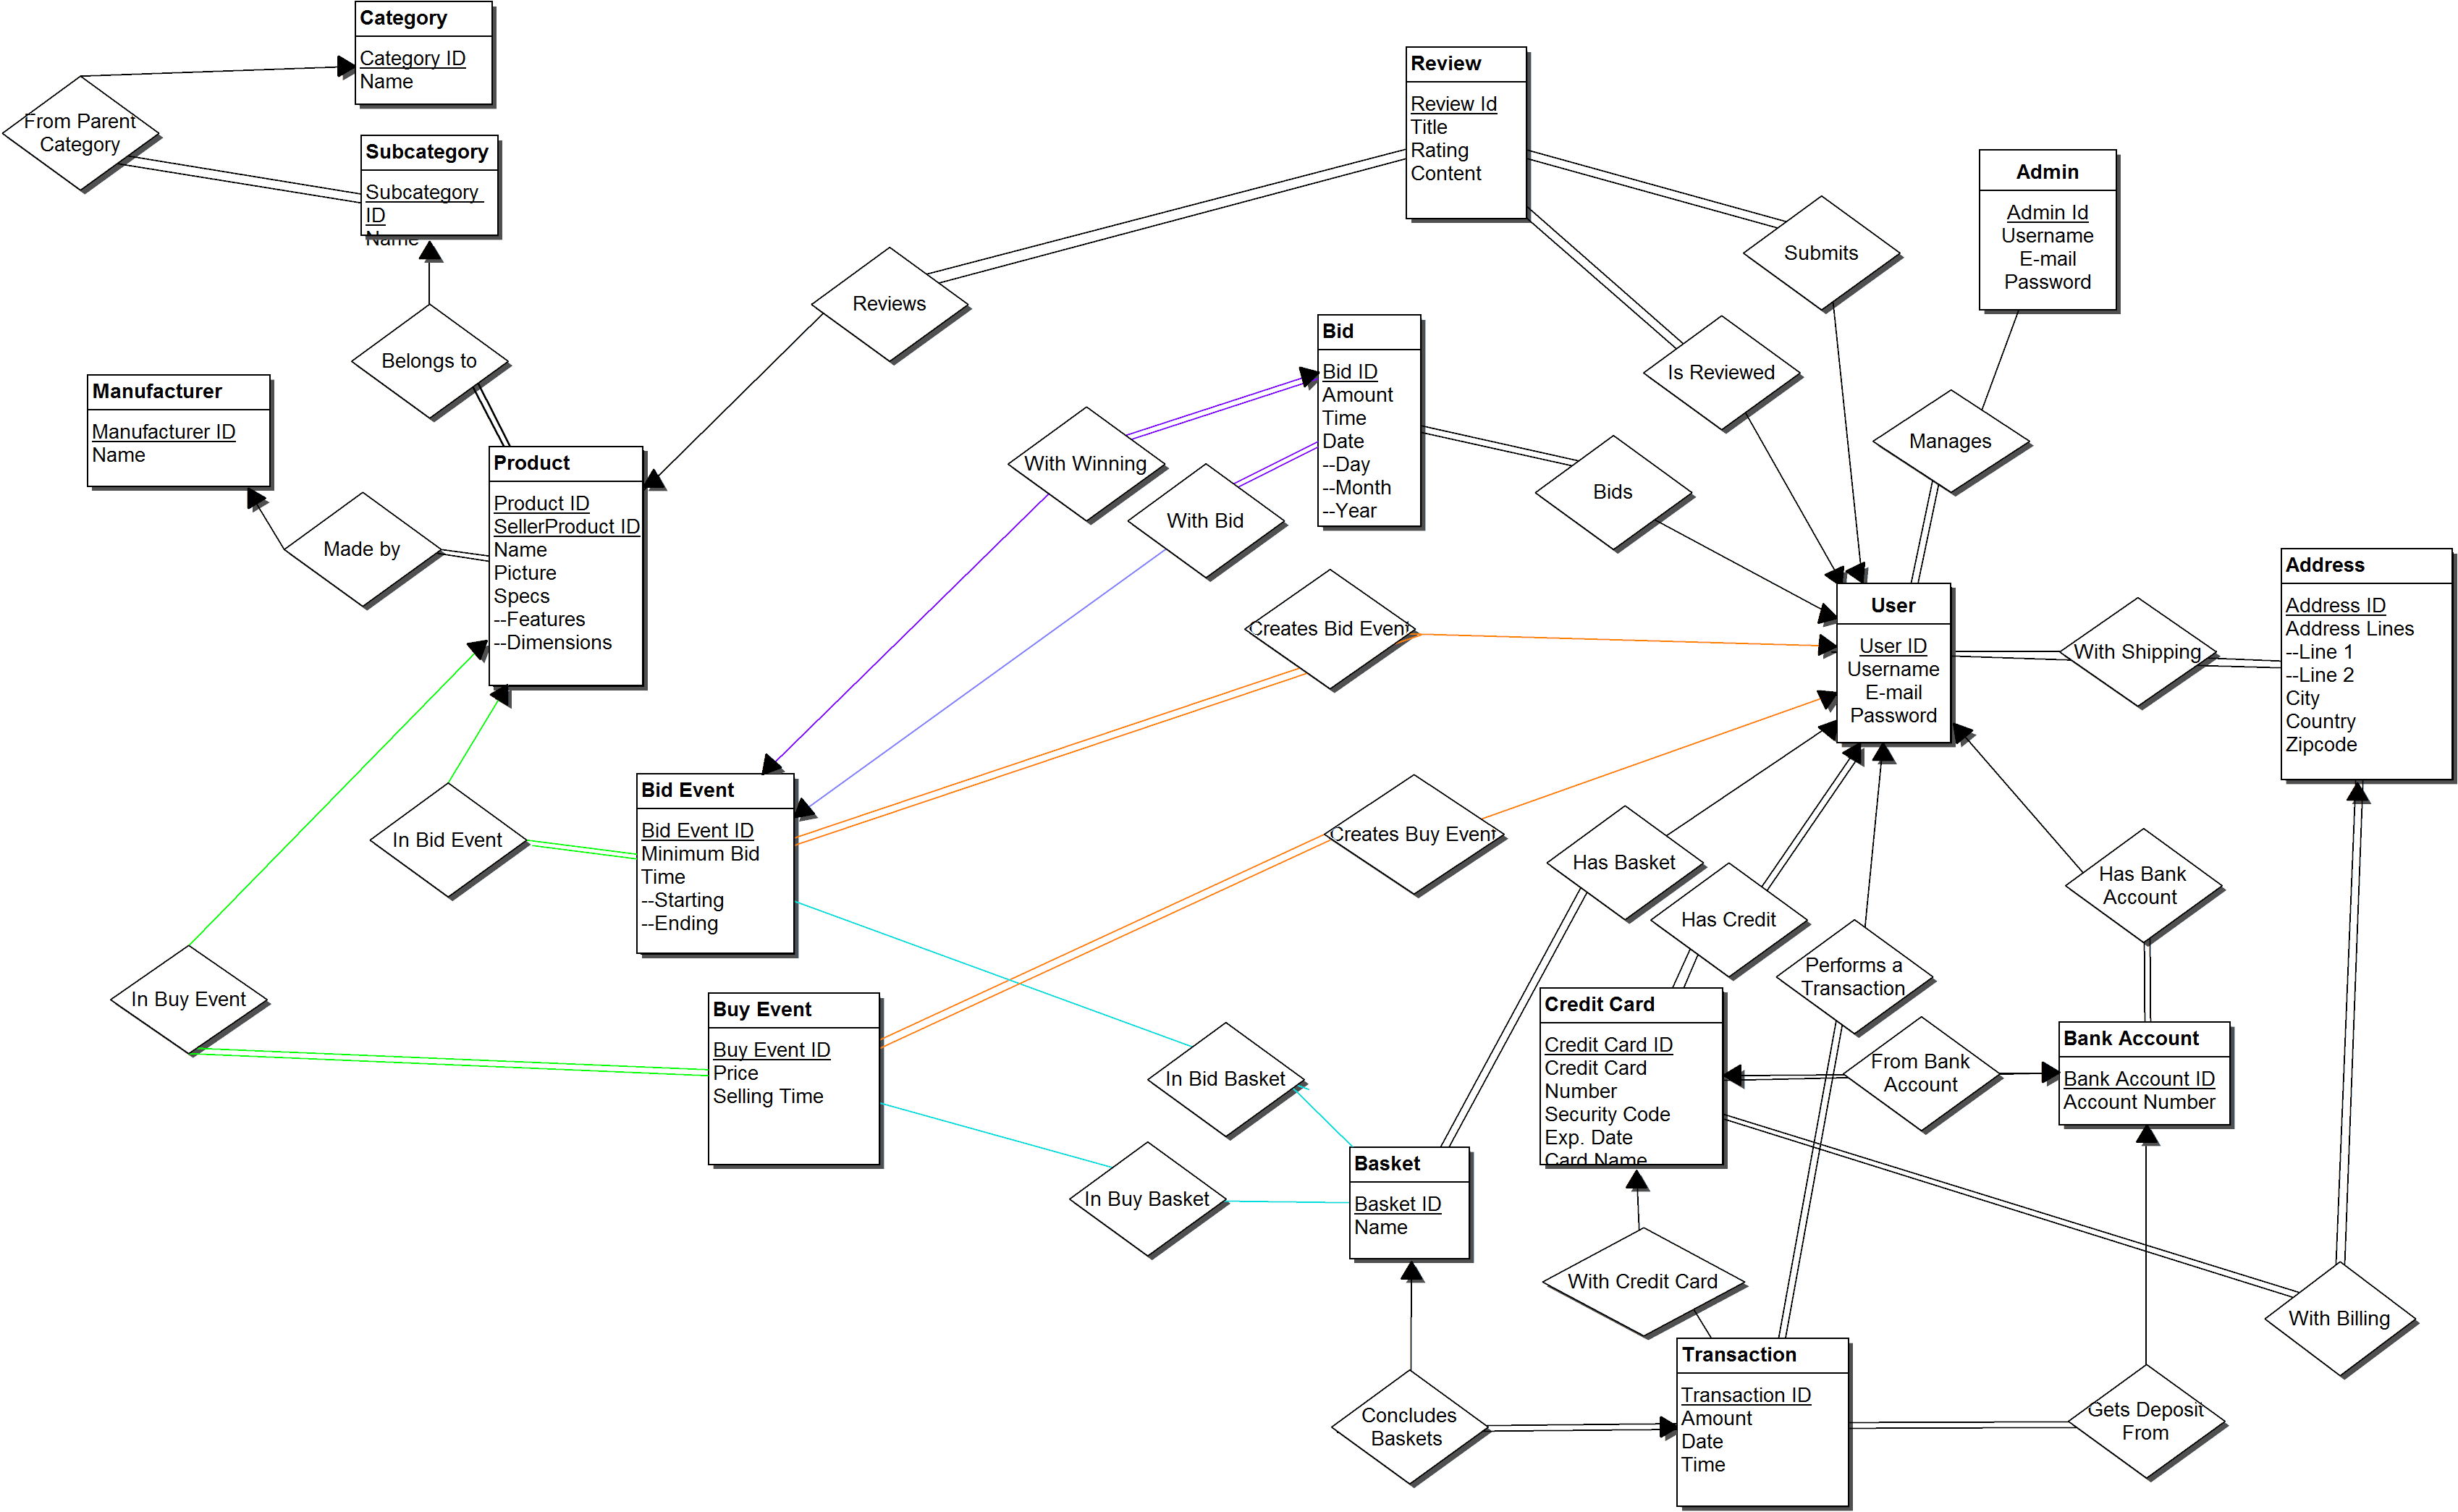 Category
Category ID
Name
From Parent
Category
Subcategory
Subcategory
ID
Name
Belongs to
Manufacturer
Manufacturer ID
Name
Made by
Product
Product ID
SellerProduct ID
Name
Picture
Specs
--Features
--Dimensions
Reviews
Review
Review Id
Title
Rating
Content
Submits
Is Reviewed
Admin
Admin Id
Username
E-mail
Password
Manages
Bid
Bid ID
Amount
Time
Date
--Day
--Month
--Year
With Winning
With Bid
Bids
Creates Bid Event
User
User ID
Username
E-mail
Password
With Shipping
Address
Address ID
Address Lines
--Line 1
--Line 2
City
Country
Zipcode
In Bid Event
Bid Event
Bid Event ID
Minimum Bid
Time
--Starting
--Ending
Creates Buy Event
Has Basket
Has Credit
Performs a
Transaction
Has Bank
Account
In Buy Event
Buy Event
Buy Event ID
Price
Selling Time
In Bid Basket
In Buy Basket
Basket
Basket ID
Name
Credit Card
Credit Card ID
Credit Card
Number
Security Code
Exp. Date
Card Name
From Bank
Account
Bank Account
Bank Account ID
Account Number
With Credit Card
With Billing
Concludes
Baskets
Transaction
Transaction ID
Amount
Date
Time
Gets Deposit
From